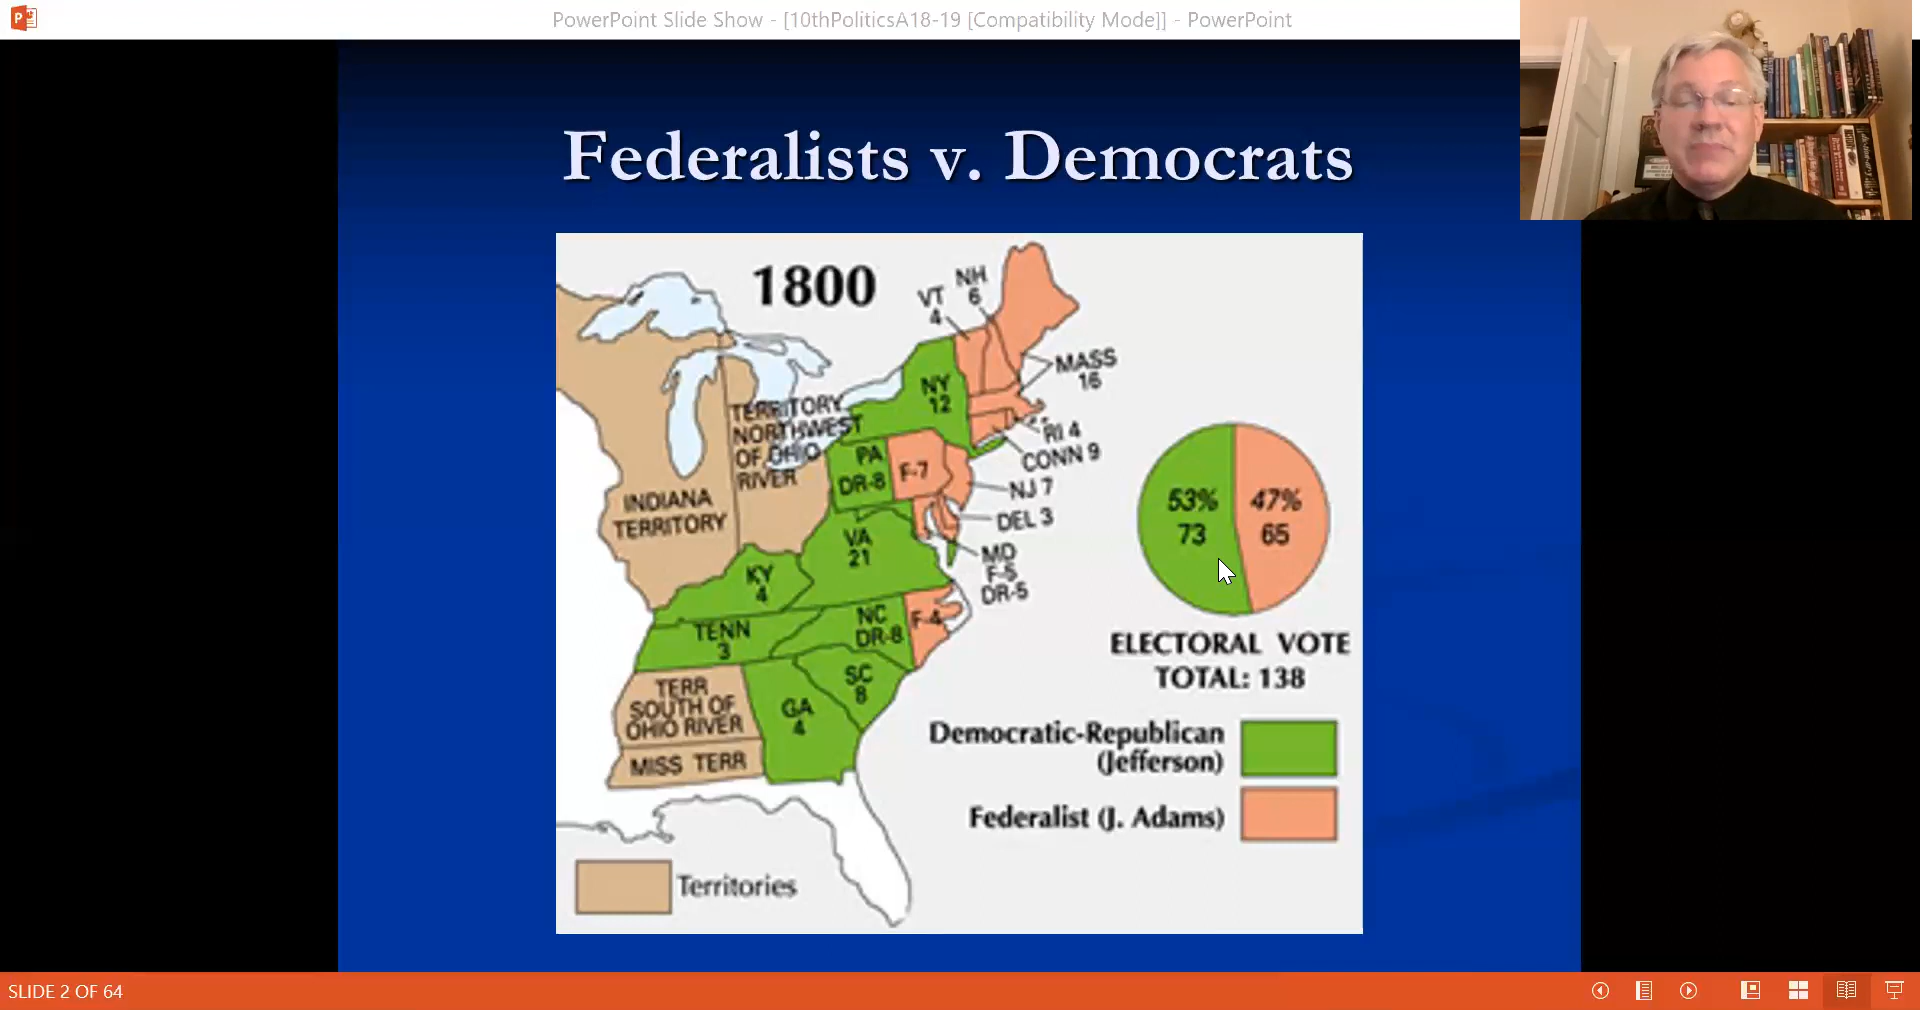 PowerPoint Slide Show - [10thPoliticsA18-19 [Compatibility Mode]] - PowerPoint
Federalists v. Democrats
1800
VT
4
NH
6
MASS
16
NY
12
RI 4
CONN 9
NJ 7
DEL 3
MD
F-5
DR-5
TERRITORY
NORTHWEST
OF OHIO
RIVER
INDIANA
TERRITORY
PA
DR-8
F-7
VA
21
KY
4
TENN
3
NC
DR-8
F-4
SC
8
GA
4
TERR
SOUTH OF
OHIO RIVER
MISS TERR
53%
73
47%
65
ELECTORAL VOTE
TOTAL: 138
Democratic-Republican
(Jefferson)
Federalist (J. Adams)
Territories
SLIDE 2 OF 64